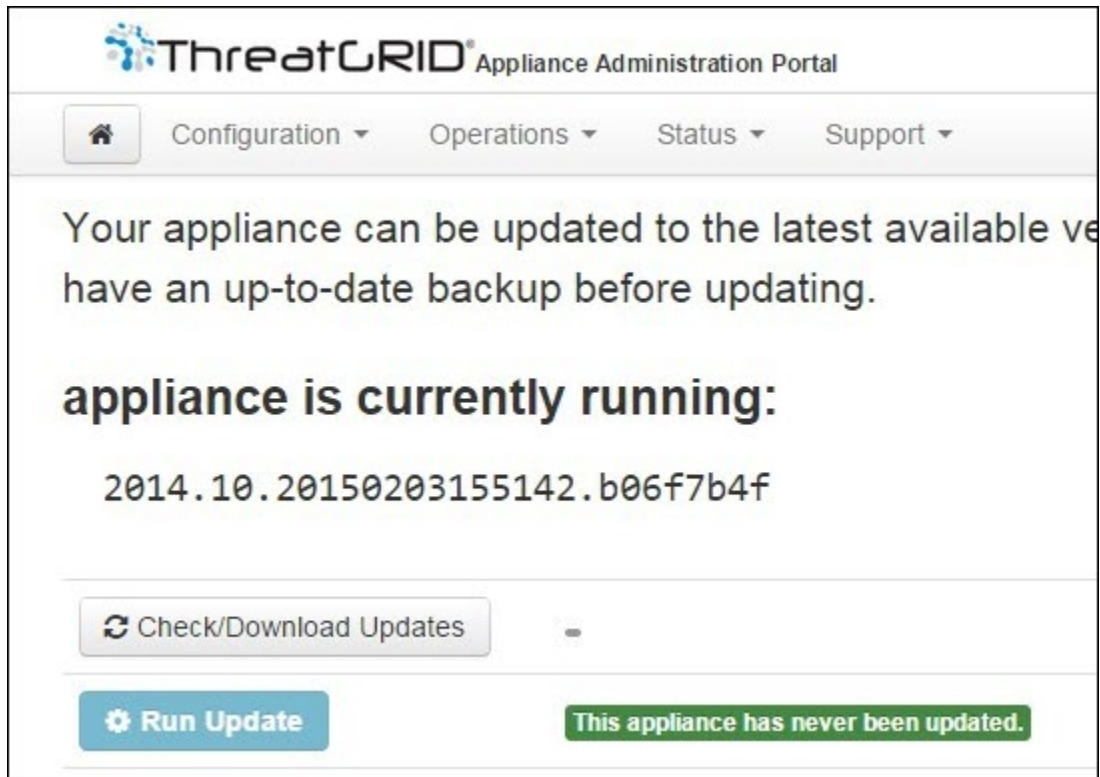 ThreatGRID® Appliance Administration Portal
Configuration Operations Status Support
Your appliance can be updated to the latest available ve
have an up-to-date backup before updating.
appliance is currently running:
2014.10.20150203155142.b06f7b4f
Check/Download Updates -
Run Update This appliance has never been updated.